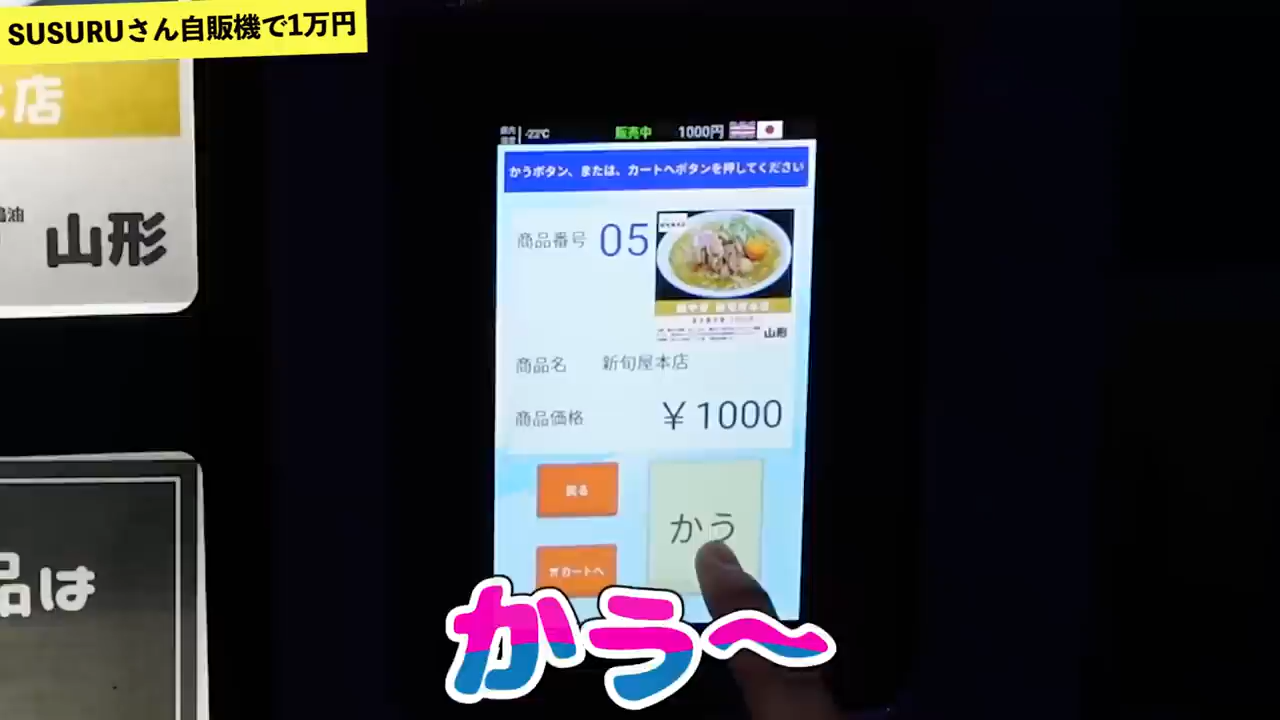 SUSURUさん自販機で1万円
店
山形
品は
-22℃
販売中
1000円
かうボタン、または、カートへボタンを押してください
商品番号 05
山形
商品名 新旬屋本店
商品価格 ￥1000
戻る
かう
カートへ
かう〜